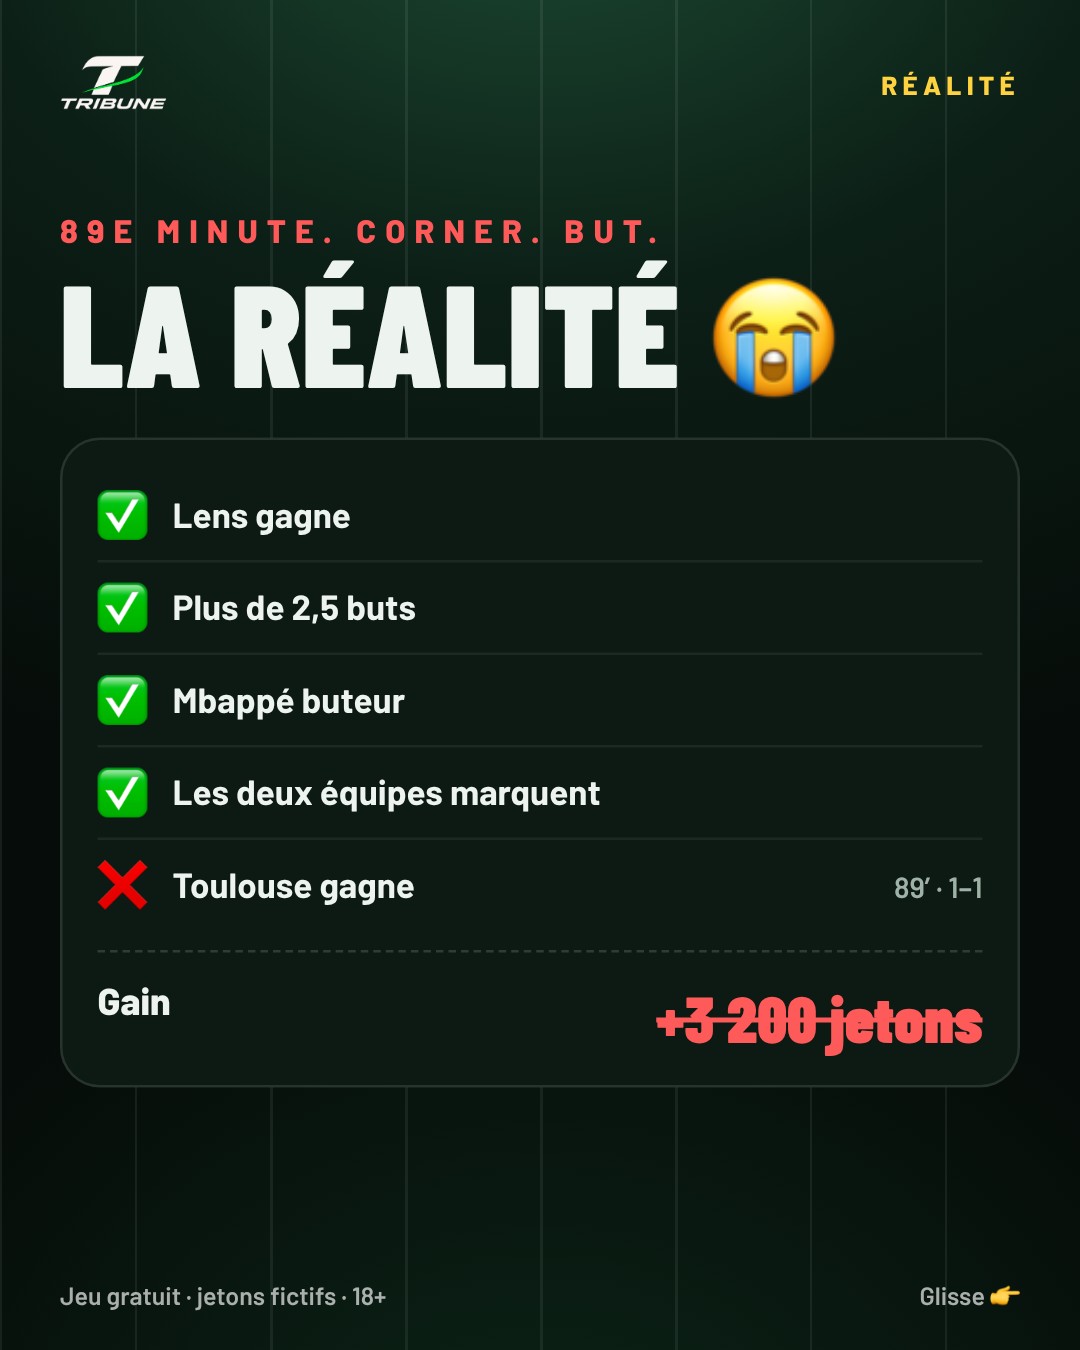 TRIBUNE
RÉALITÉ
89E MINUTE. CORNER. BUT.
LA RÉALITÉ 😭
✅ Lens gagne
✅ Plus de 2,5 buts
✅ Mbappé buteur
✅ Les deux équipes marquent
❌ Toulouse gagne 89’ · 1–1
Gain +3 200 jetons
Jeu gratuit · jetons fictifs · 18+
Glisse 👉